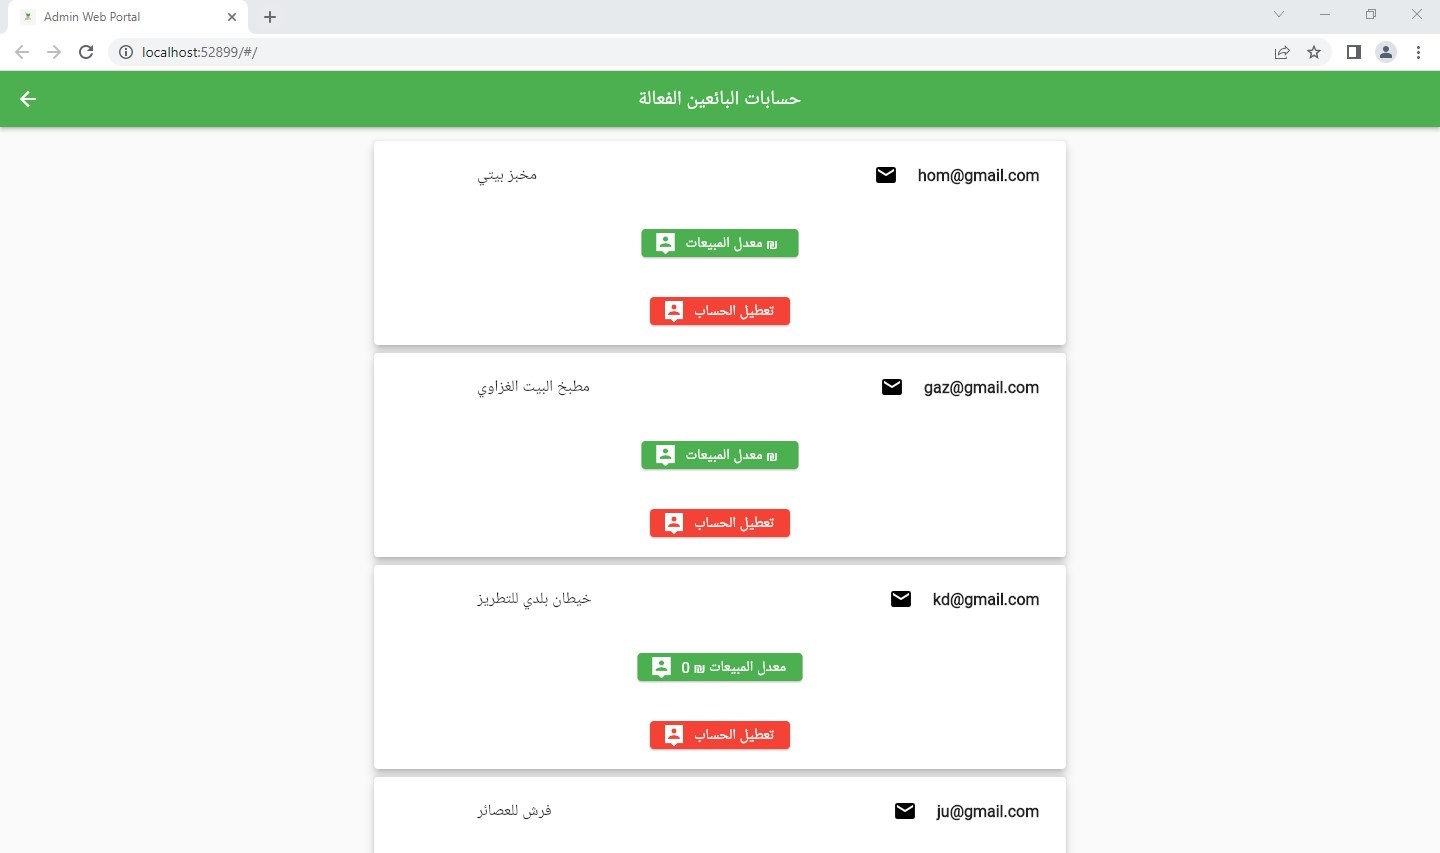 Admin Web Portal
localhost:52899/#/
حسابات البائعين الفعالة
مخبز بيتي
hom@gmail.com
₪ معدل المبيعات
تعطيل الحساب
مطبخ البيت الغزاوي
gaz@gmail.com
₪ معدل المبيعات
تعطيل الحساب
خيطان بلدي للتطريز
kd@gmail.com
معدل المبيعات ₪ 0
تعطيل الحساب
فرش للعصائر
ju@gmail.com